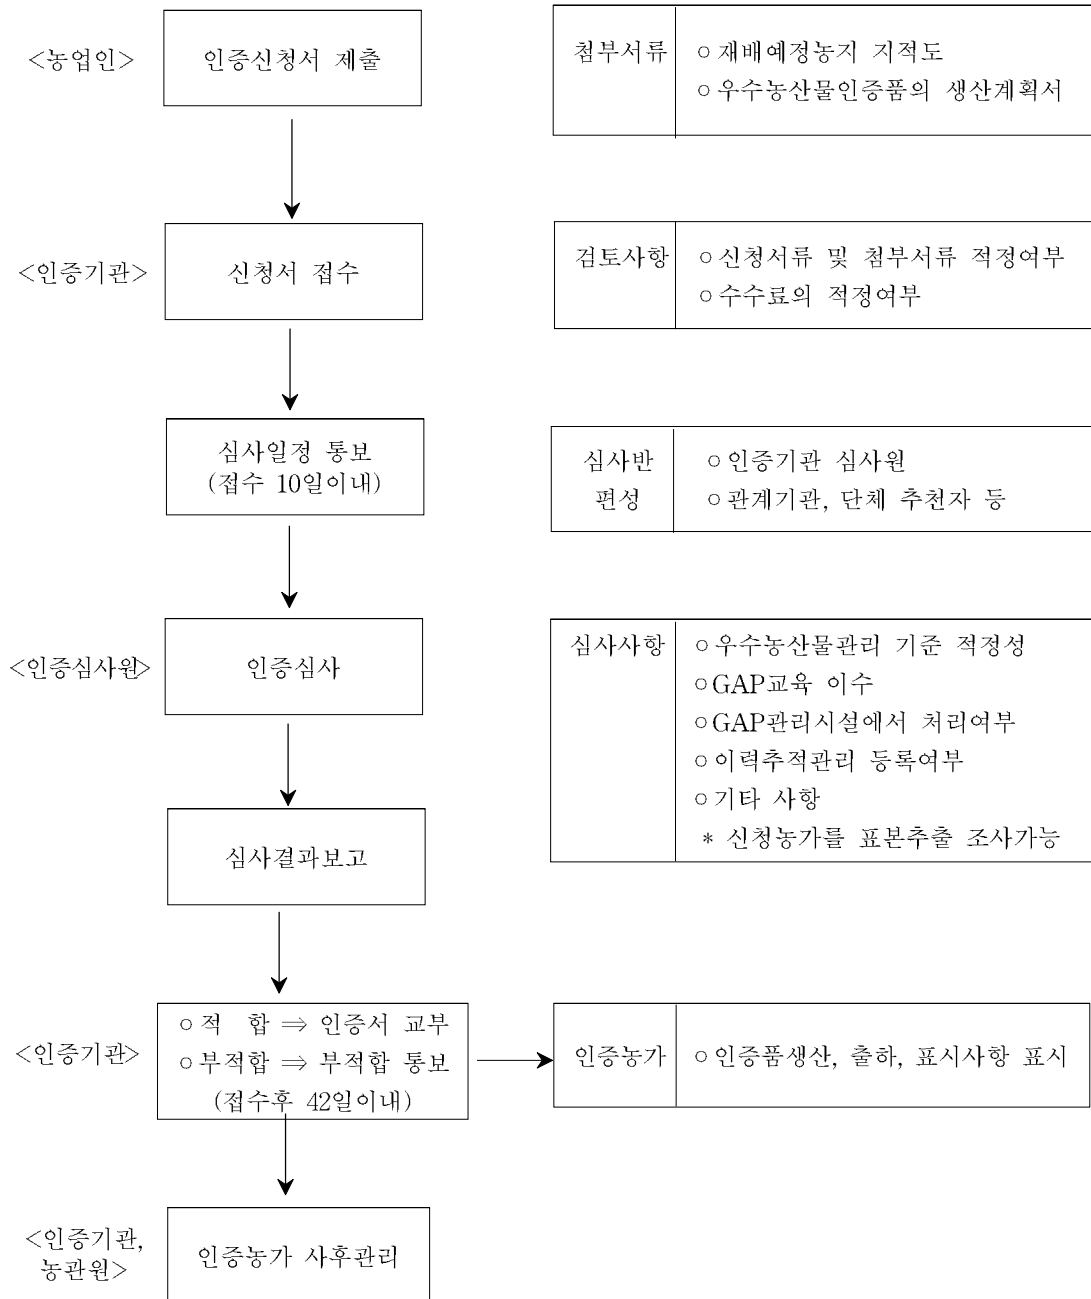 <농업인>
인증신청서 제출
첨부서류
○재배예정농지 지적도
○우수농산물인증품의 생산계획서
<인증기관>
신청서 접수
검토사항
○신청서류 및 첨부서류 적정여부
○수수료의 적정여부
심사일정 통보
(접수 10일이내)
심사반
편성
○인증기관 심사원
○관계기관, 단체 추천자 등
<인증심사원>
인증심사
심사사항
○우수농산물관리 기준 적정성
○GAP교육 이수
○GAP관리시설에서 처리여부
○이력추적관리 등록여부
○기타 사항
* 신청농가를 표본추출 조사가능
심사결과보고
<인증기관>
○적 합 ⇒ 인증서 교부
○부적합 ⇒ 부적합 통보
(접수후 42일이내)
인증농가
○인증품생산, 출하, 표시사항 표시
<인증기관,
농관원>
인증농가 사후관리